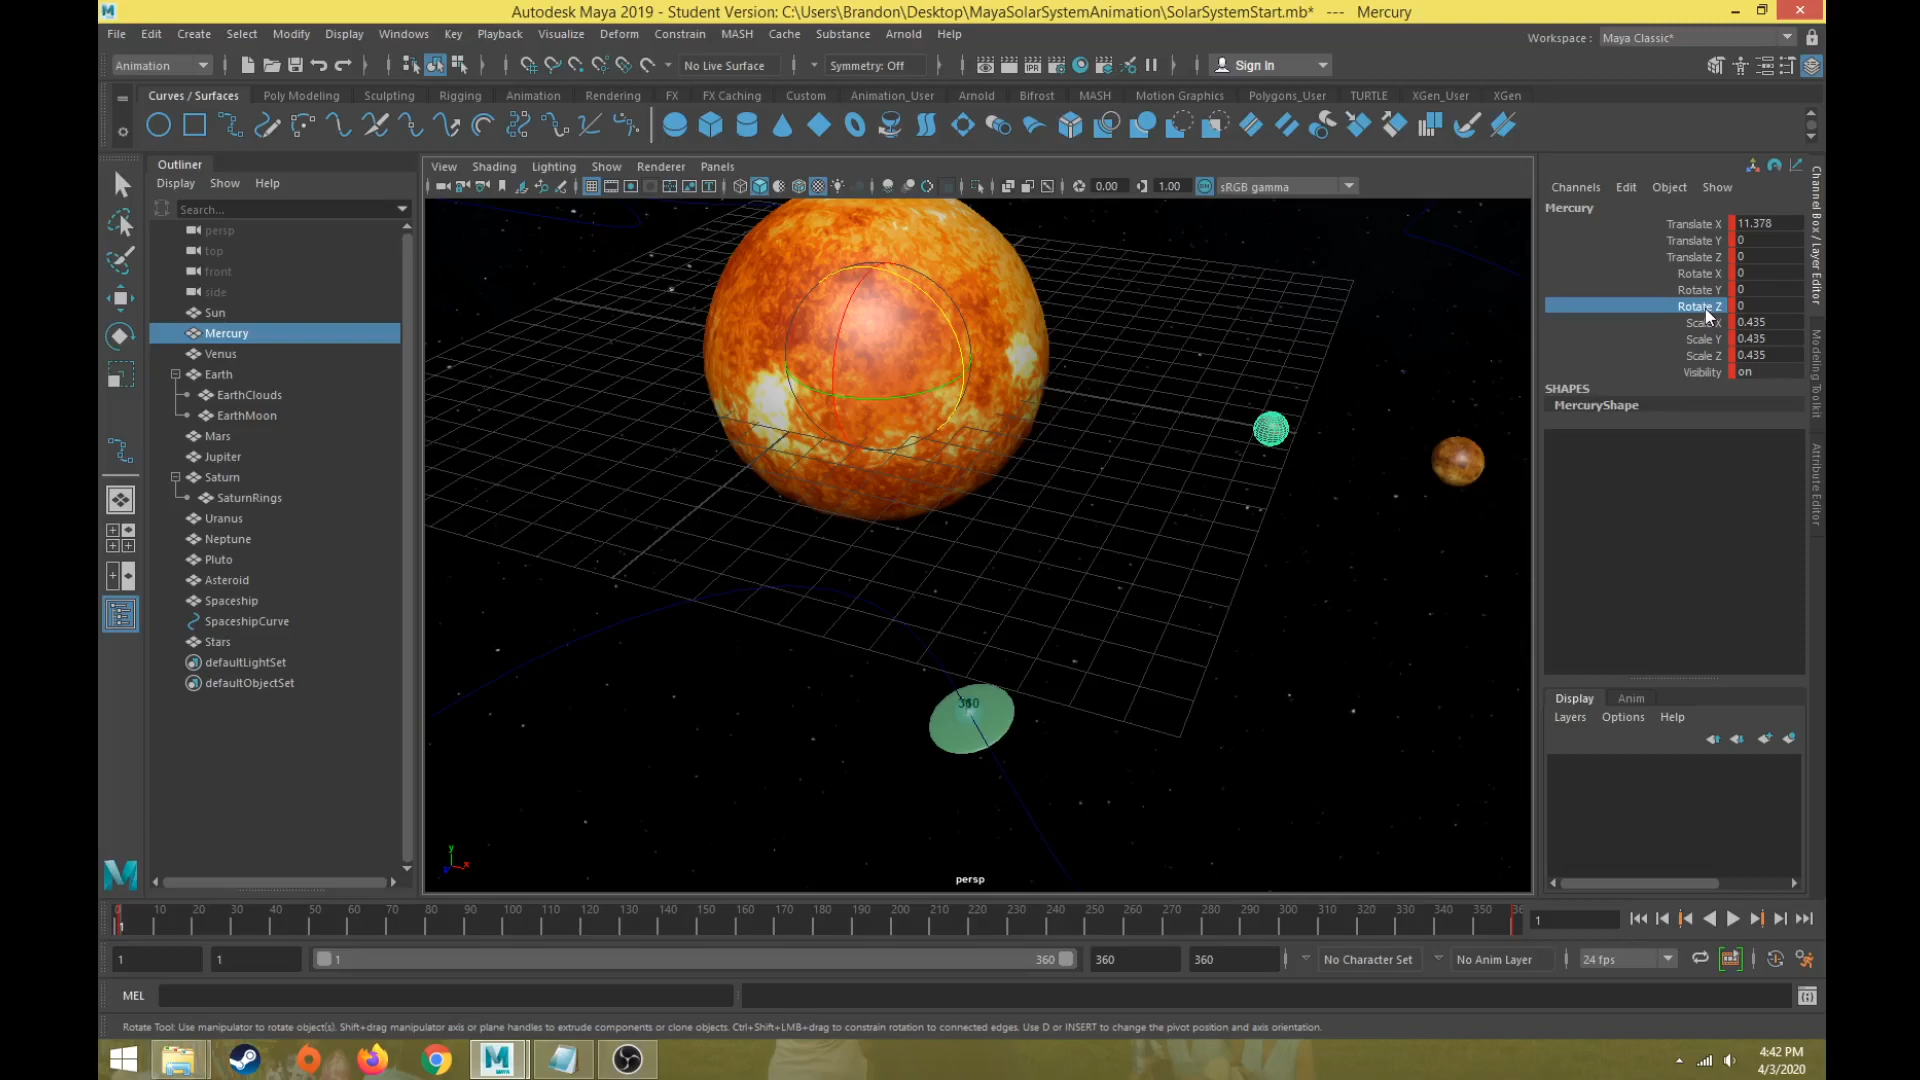 Autodesk Maya 2019 - Student Version: C:\Users\Brandon\Desktop\MayaSolarSystemAnimation\SolarSystemStart.mb*  ---  Mercury
File Edit Create Select Modify Display Windows Key Playback Visualize Deform Constrain MASH Cache Substance Arnold Help
Workspace : Maya Classic*
Animation No Live Surface Symmetry: Off Sign In
Curves / Surfaces Poly Modeling Sculpting Rigging Animation Rendering FX FX Caching Custom Animation_User Arnold Bifrost MASH Motion Graphics Polygons_User TURTLE XGen_User XGen
Outliner
Display Show Help
Search...
persp
top
front
side
Sun
Mercury
Venus
Earth
EarthClouds
EarthMoon
Mars
Jupiter
Saturn
SaturnRings
Uranus
Neptune
Pluto
Asteroid
Spaceship
SpaceshipCurve
Stars
defaultLightSet
defaultObjectSet
View Shading Lighting Show Renderer Panels
0.00 1.00 sRGB gamma
360
y
x
persp
Channels Edit Object Show
Mercury
Translate X 11.378
Translate Y 0
Translate Z 0
Rotate X 0
Rotate Y 0
Rotate Z 0
Scale X 0.435
Scale Y 0.435
Scale Z 0.435
Visibility on
SHAPES
MercuryShape
Channel Box / Layer Editor
Modeling Toolkit
Attribute Editor
Display Anim
Layers Options Help
0 10 20 30 40 50 60 70 80 90 100 110 120 130 140 150 160 170 180 190 200 210 220 230 240 250 260 270 280 290 300 310 320 330 340 350 36
1
1
1 1 1 360 360 360 No Character Set No Anim Layer 24 fps
MEL
Rotate Tool: Use manipulator to rotate object(s). Shift+drag manipulator axis or plane handles to extrude components or clone objects. Ctrl+Shift+LMB+drag to constrain rotation to connected edges. Use D or INSERT to change the pivot position and axis orientation.
4:42 PM
4/3/2020